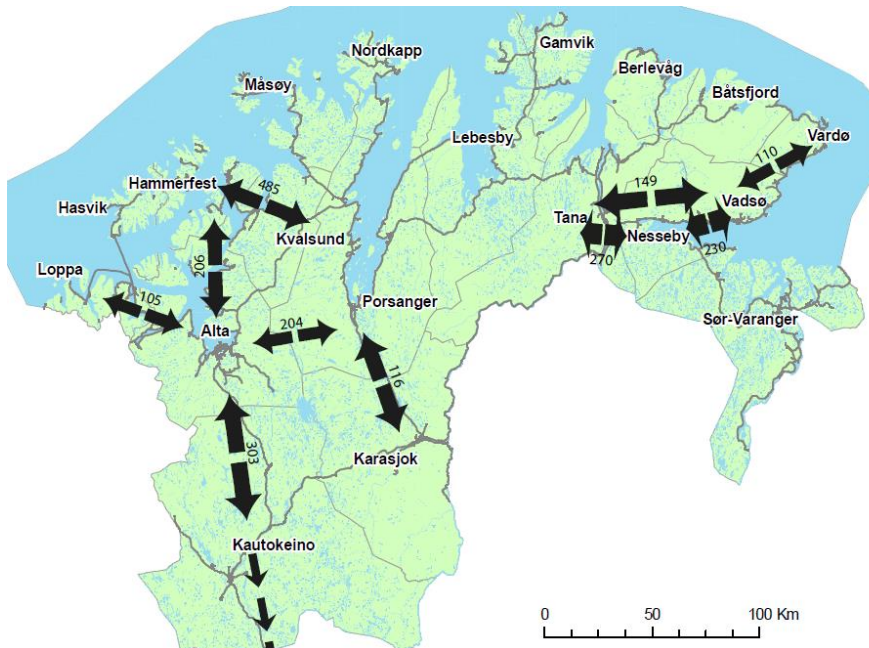 Nordkapp
Gamvik
Berlevåg
Måsøy
Båtsfjord
Lebesby
Vardø
110
Hammerfest
485
149
Hasvik
Vadsø
Tana
Kvalsund
Nesseby
230
270
Loppa
206
105
Porsanger
Sør-Varanger
Alta
204
116
303
Karasjok
Kautokeino
0 50 100 Km